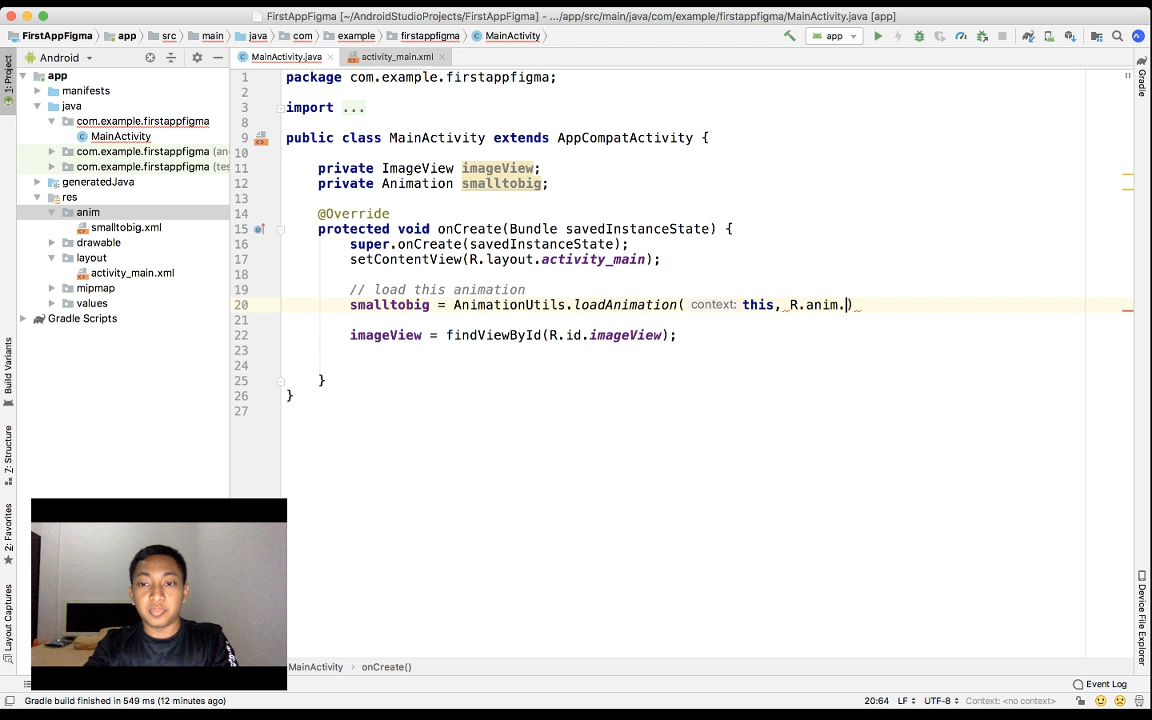 FirstAppFigma [~/AndroidStudioProjects/FirstAppFigma] – .../app/src/main/java/com/example/firstappfigma/MainActivity.java [app]
FirstAppFigma
app
src
main
java
com
example
firstappfigma
MainActivity
app
1: Project
Android
app
manifests
java
com.example.firstappfigma
MainActivity
com.example.firstappfigma (an
com.example.firstappfigma (tes
generatedJava
res
anim
smalltobig.xml
drawable
layout
activity_main.xml
mipmap
values
Gradle Scripts
MainActivity.java
activity_main.xml
1 package com.example.firstappfigma;
2
3 import ...
8
9 public class MainActivity extends AppCompatActivity {
10
11 private ImageView imageView;
12 private Animation smalltobig;
13
14 @Override
15 protected void onCreate(Bundle savedInstanceState) {
16 super.onCreate(savedInstanceState);
17 setContentView(R.layout.activity_main);
18
19 // load this animation
20 smalltobig = AnimationUtils.loadAnimation( context: this, R.anim.)
21
22 imageView = findViewById(R.id.imageView);
23
24
25 }
26 }
27
Build Variants
Z: Structure
2: Favorites
Layout Captures
Gradle
Device File Explorer
MainActivity
onCreate()
Event Log
Gradle build finished in 549 ms (12 minutes ago)
20:64
LF
UTF-8
Context: <no context>